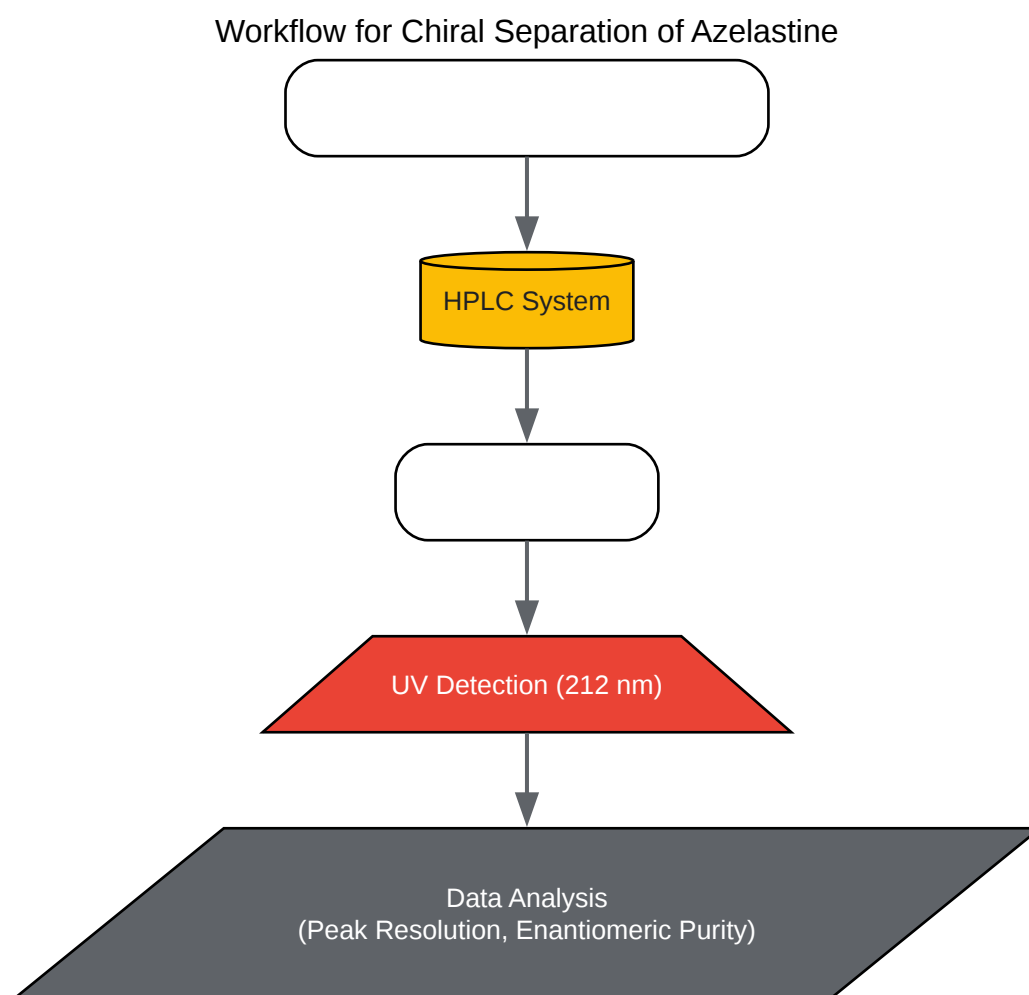 Workflow for Chiral Separation of Azelastine
HPLC System
UV Detection (212 nm)
Data Analysis
(Peak Resolution, Enantiomeric Purity)